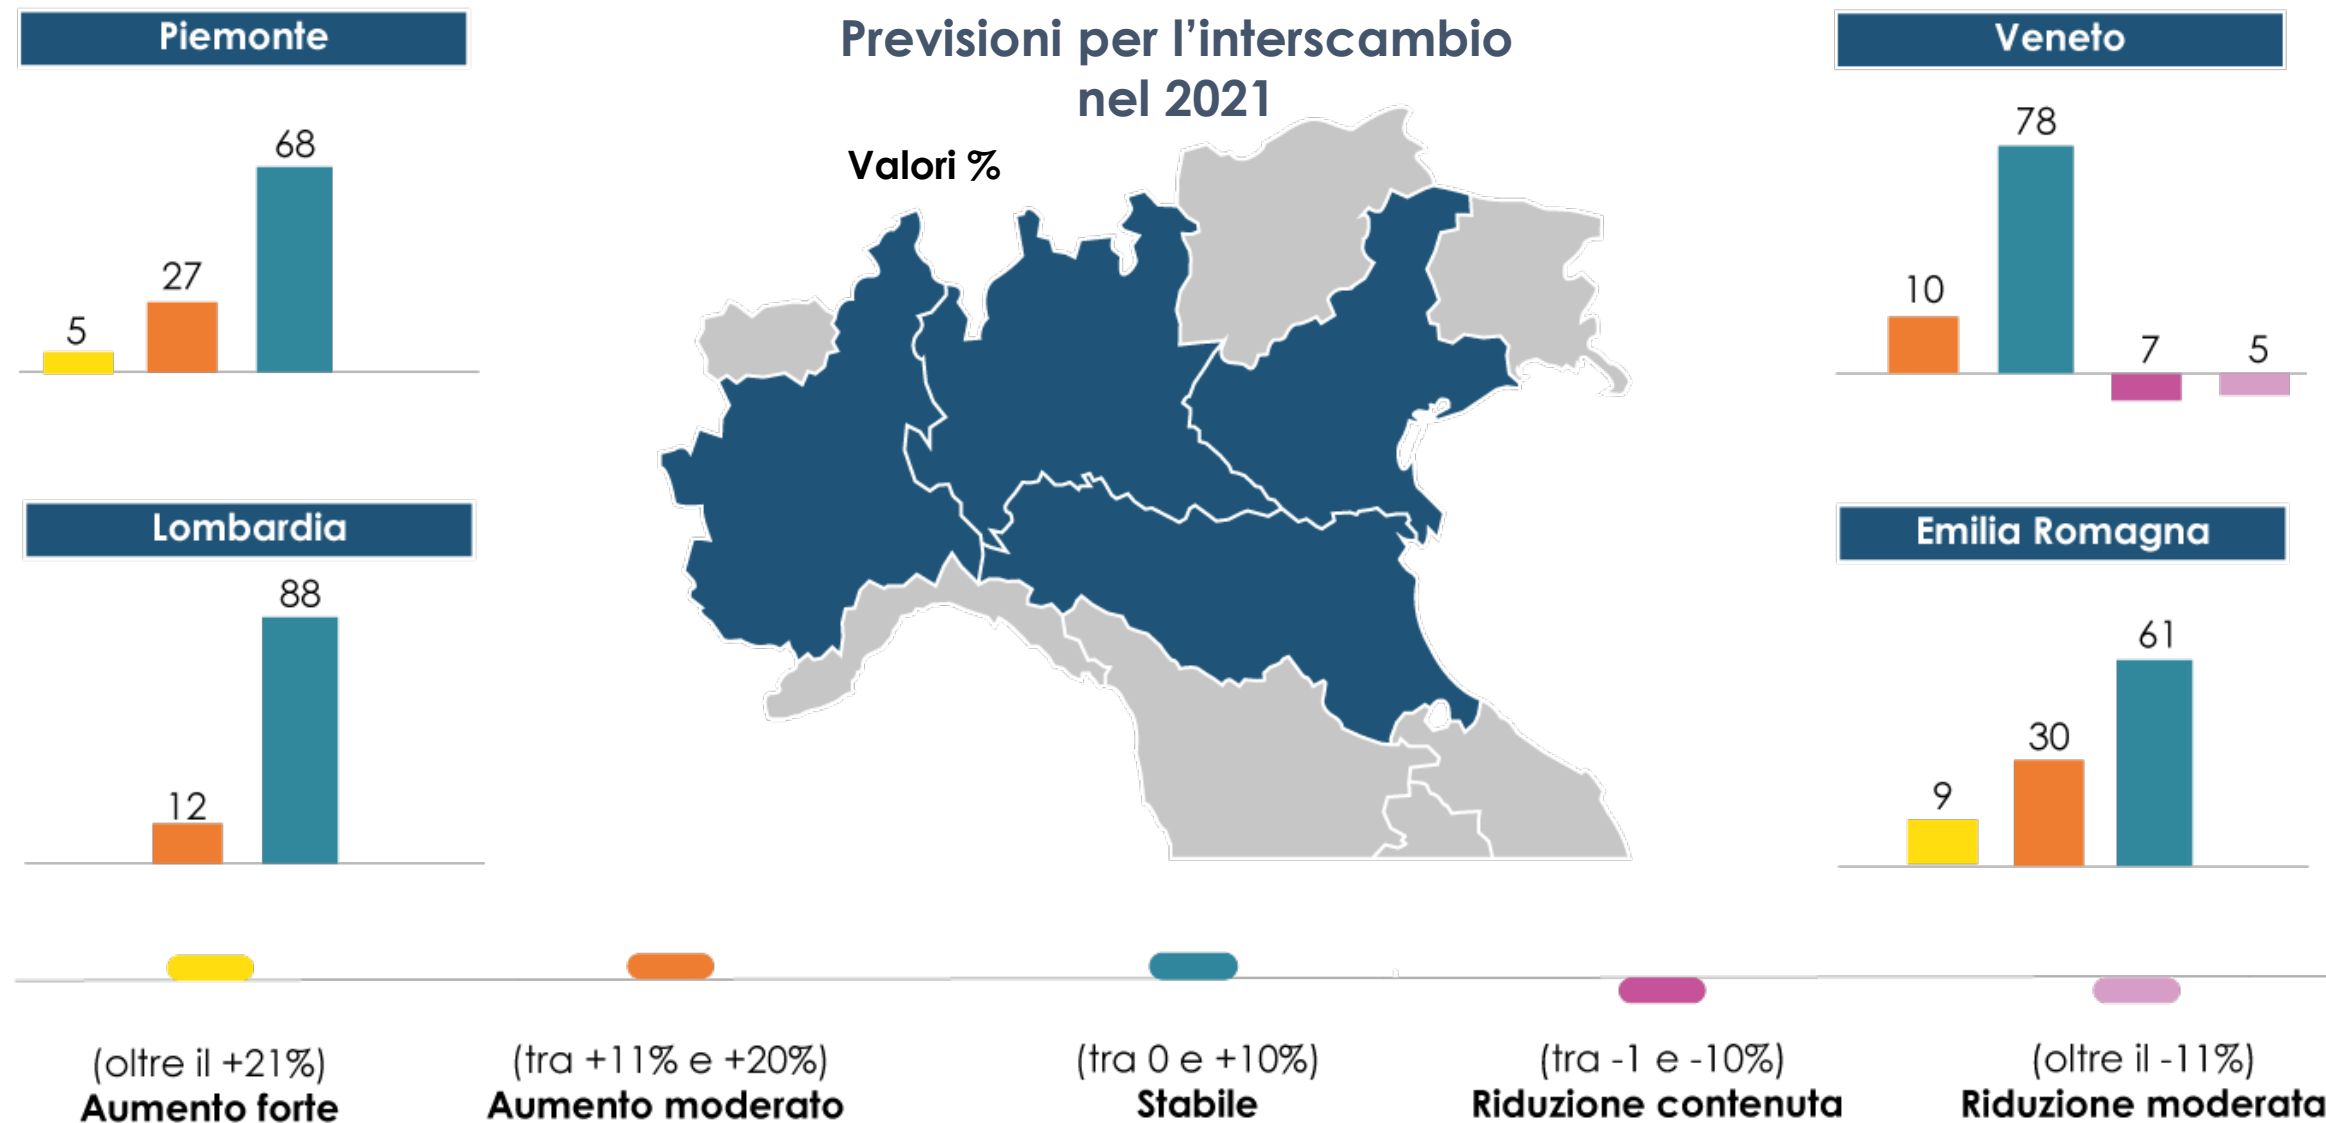 Previsioni per l’interscambio
nel 2021
Valori %
Piemonte
5
27
68
Veneto
10
78
7
5
Lombardia
12
88
Emilia Romagna
9
30
61
(oltre il +21%)
Aumento forte
(tra +11% e +20%)
Aumento moderato
(tra 0 e +10%)
Stabile
(tra -1 e -10%)
Riduzione contenuta
(oltre il -11%)
Riduzione moderata